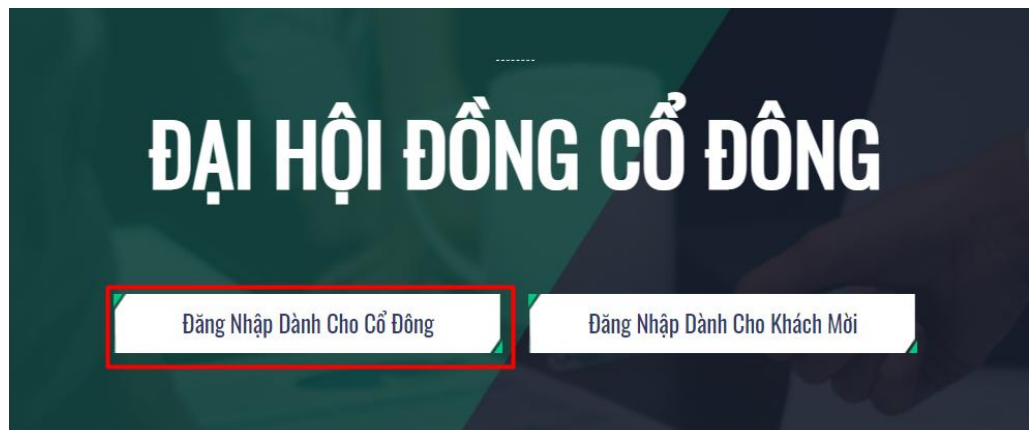 --------
ĐẠI HỘI ĐỒNG CỔ ĐÔNG
Đăng Nhập Dành Cho Cổ Đông
Đăng Nhập Dành Cho Khách Mời